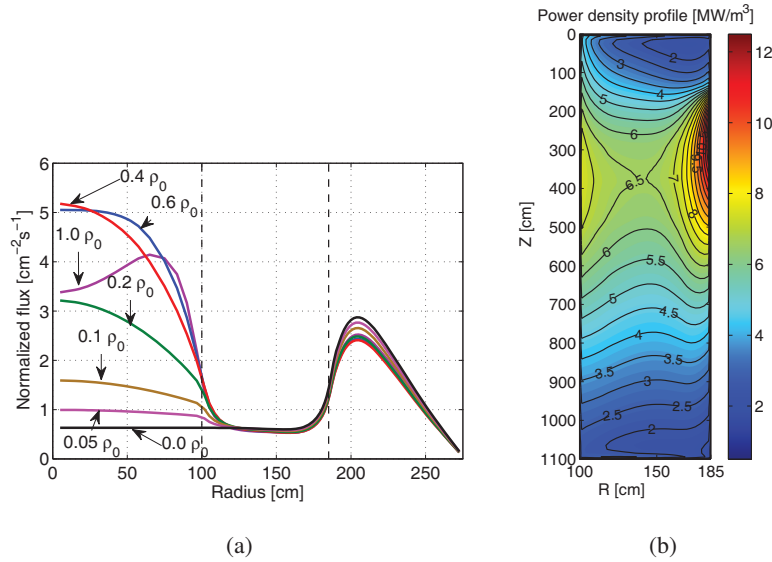 Power density profile [MW/m³]
6
5
4
3
2
1
0
0 50 100 150 200 250
Radius [cm]
Normalized flux [cm⁻²s⁻¹]
0.4 ρ₀
0.6 ρ₀
1.0 ρ₀
0.2 ρ₀
0.1 ρ₀
0.05 ρ₀
0.0 ρ₀
(a)
0
100
200
300
400
500
600
700
800
900
1000
1100
Z [cm]
100 150 185
R [cm]
2
3
4
5
6
6.5
7
8
6
5.5
5
4.5
4
3.5
3.5
3
2.5
2.5
2
12
10
8
6
4
2
(b)